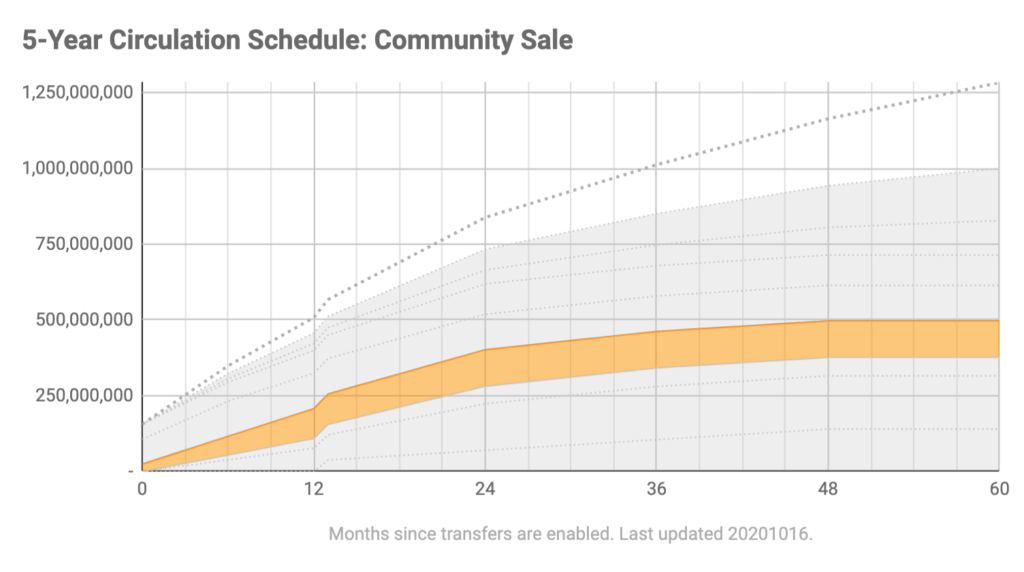 5-Year Circulation Schedule: Community Sale
1,250,000,000
1,000,000,000
750,000,000
500,000,000
250,000,000
-
0 12 24 36 48 60
Months since transfers are enabled. Last updated 20201016.